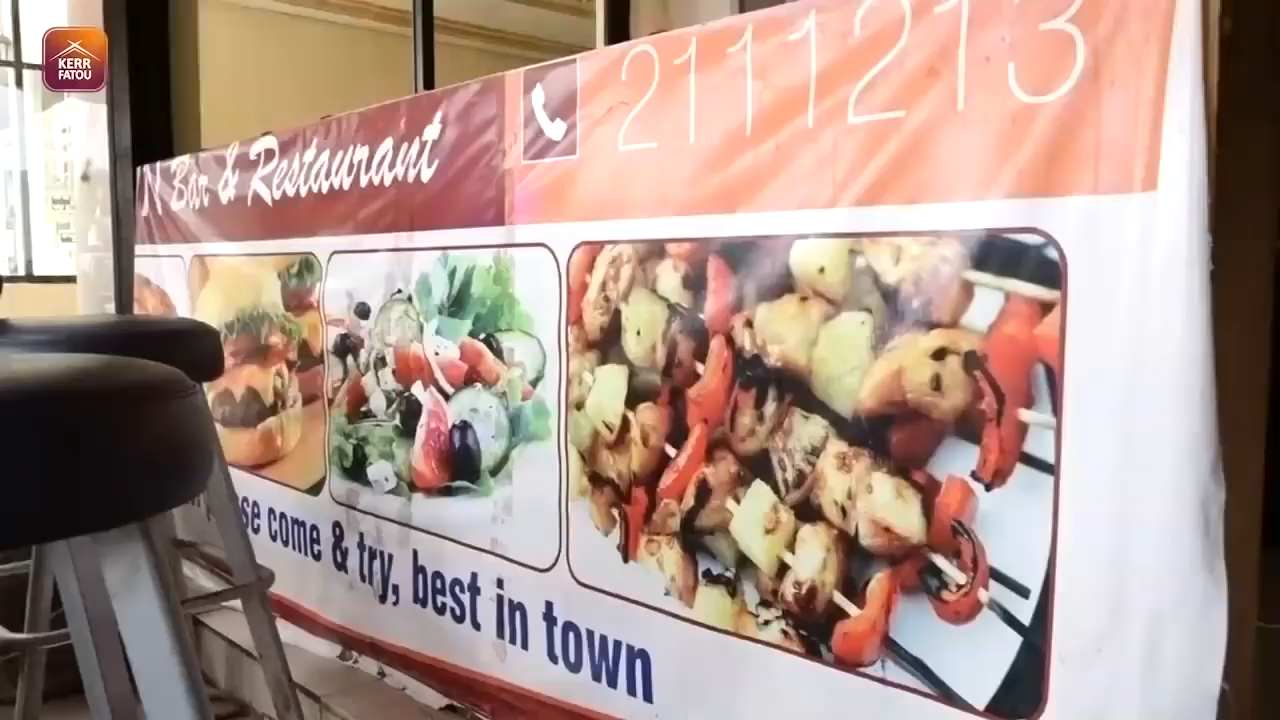 KERR
FATOU
2111213
N Bar & Restaurant
se come & try, best in town